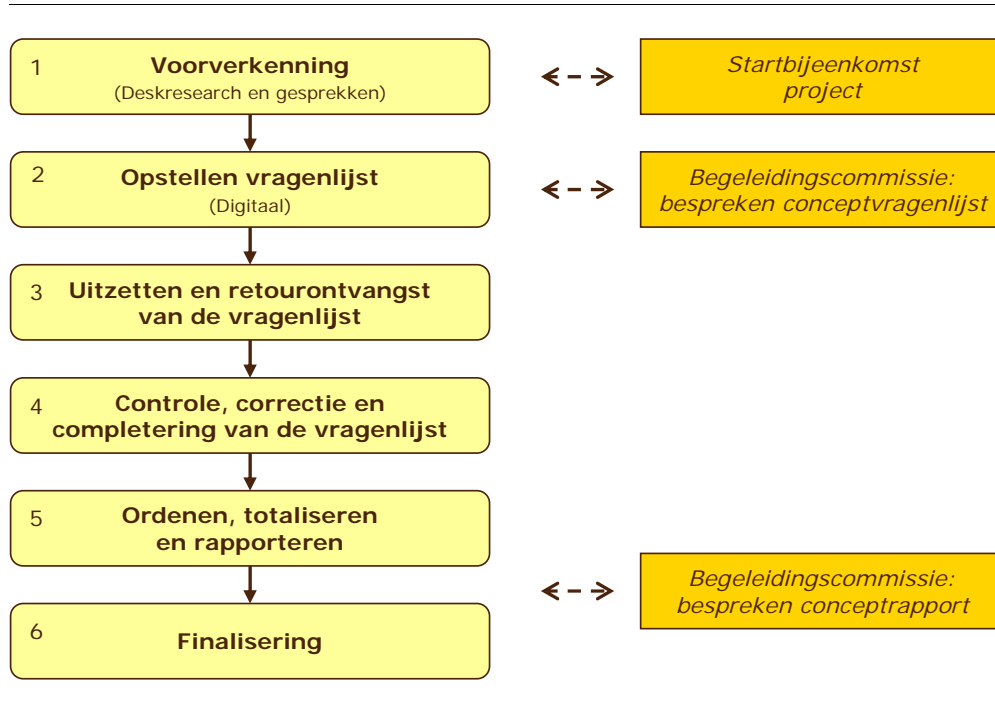 1
Voorverkenning
(Deskresearch en gesprekken)
Startbijeenkomst
project
2
Opstellen vragenlijst
(Digitaal)
Begeleidingscommissie:
bespreken conceptvragenlijst
3
Uitzetten en retourontvangst
van de vragenlijst
4
Controle, correctie en
completering van de vragenlijst
5
Ordenen, totaliseren
en rapporteren
Begeleidingscommissie:
bespreken conceptrapport
6
Finalisering